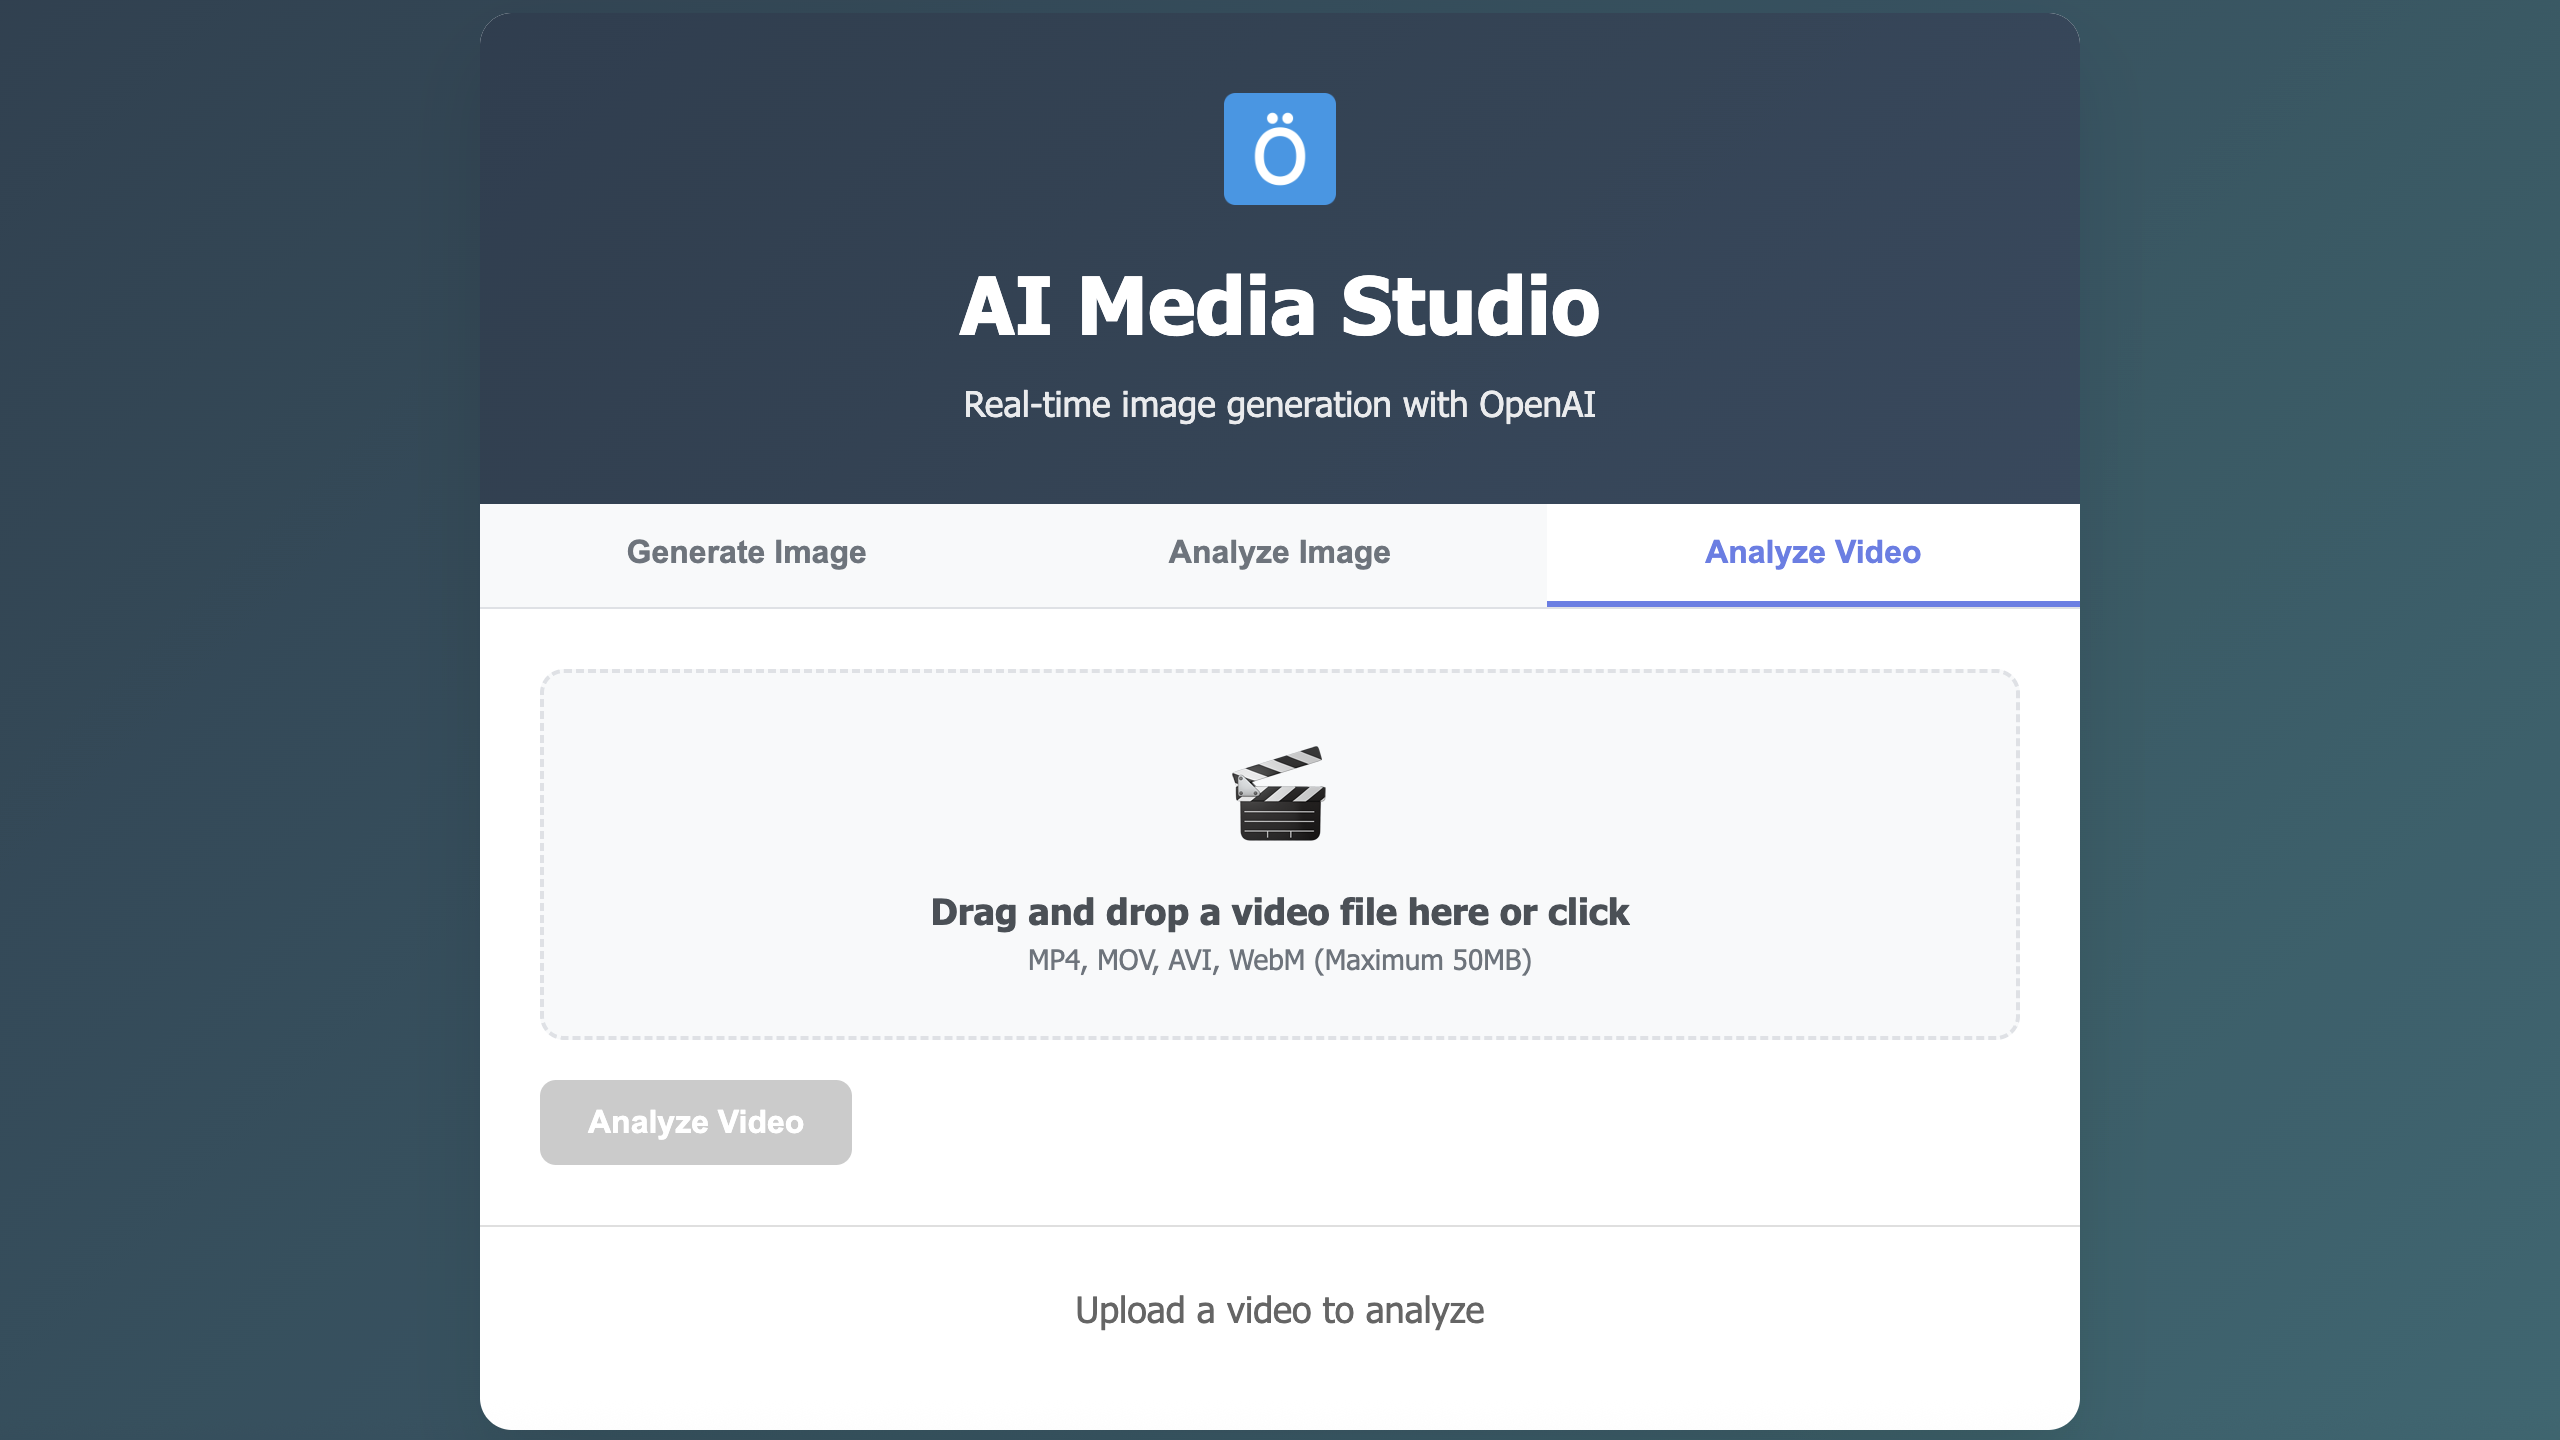 Ö
AI Media Studio
Real-time image generation with OpenAI
Generate Image
Analyze Image
Analyze Video
Drag and drop a video file here or click
MP4, MOV, AVI, WebM (Maximum 50MB)
Analyze Video
Upload a video to analyze